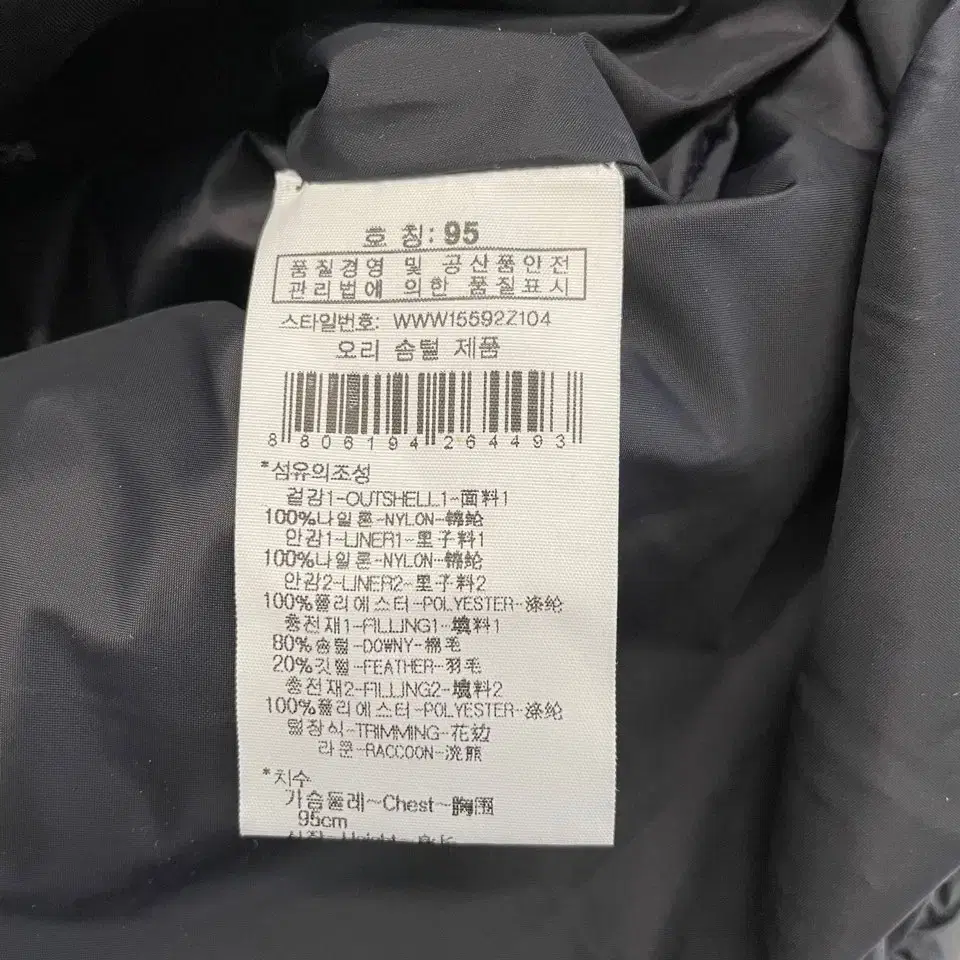 호 칭: 95
품질경영 및 공산품안전
관리법에 의한 품질표시
스타일번호: WWW15592Z104
오리 솜털 제품
8 806194 264493
*섬유의조성
겉감1-OUTSHELL1-面料1
100%나일론-NYLON-锦纶
안감1-LINER1-里子料1
100%나일론-NYLON-锦纶
안감2-LINER2-里子料2
100%폴리에스터-POLYESTER-涤纶
충전재1-FILLING1-填料1
80%솜털-DOWNY-棉毛
20%깃털-FEATHER-羽毛
충전재2-FILLING2-填料2
100%폴리에스터-POLYESTER-涤纶
털장식-TRIMMING-花边
라쿤-RACCOON-浣熊
*치수
가슴둘레~Chest~胸围
95cm